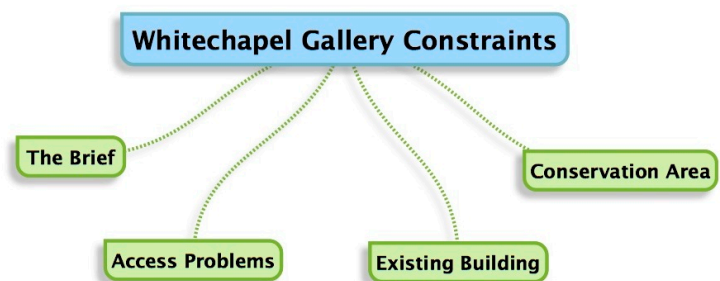 Whitechapel Gallery Constraints
The Brief
Conservation Area
Access Problems
Existing Building